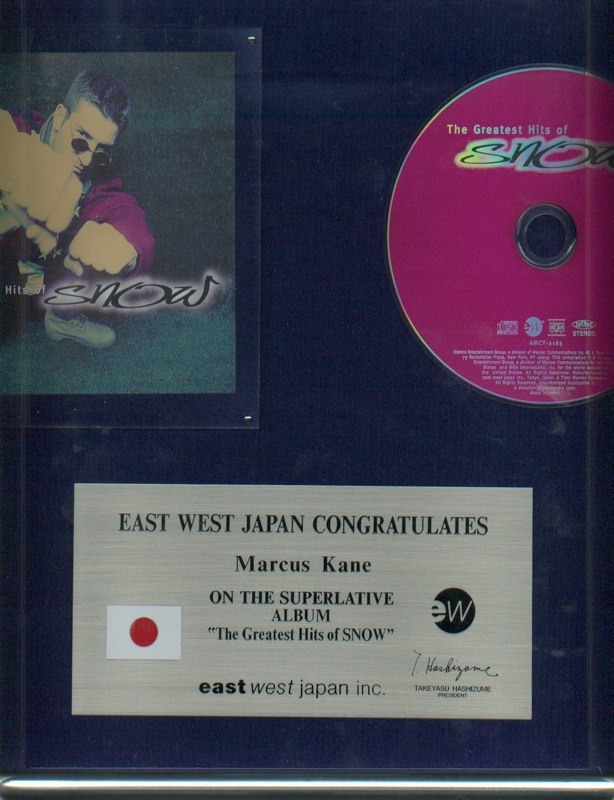 Hits of snow
The Greatest Hits of
snow
STEREO
AMCY-2165
EAST WEST JAPAN CONGRATULATES
Marcus Kane
ON THE SUPERLATIVE
ALBUM
"The Greatest Hits of SNOW"
ew
T Hashizume
TAKEYASU HASHIZUME
PRESIDENT
east west japan inc.